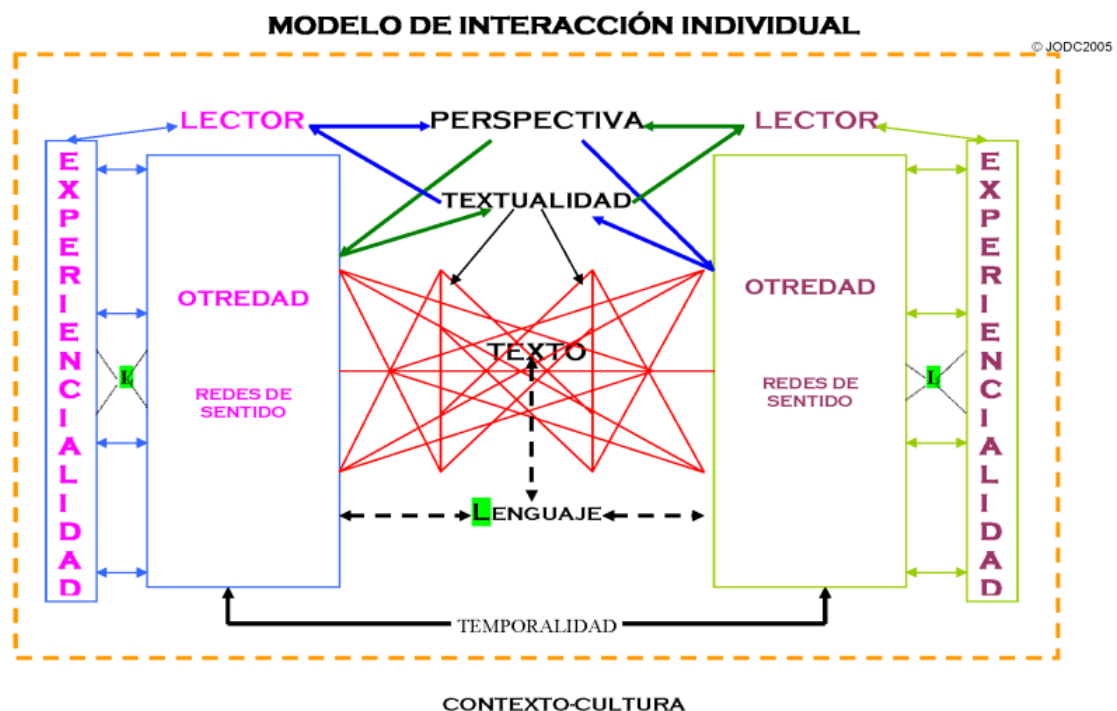 MODELO DE INTERACCIÓN INDIVIDUAL
© JODC2005
LECTOR
PERSPECTIVA
LECTOR
TEXTUALIDAD
EXPERIENCIALIDAD
OTREDAD
REDES DE
SENTIDO
L
TEXTO
LENGUAJE
OTREDAD
REDES DE
SENTIDO
L
EXPERIENCIALIDAD
TEMPORALIDAD
CONTEXTO-CULTURA